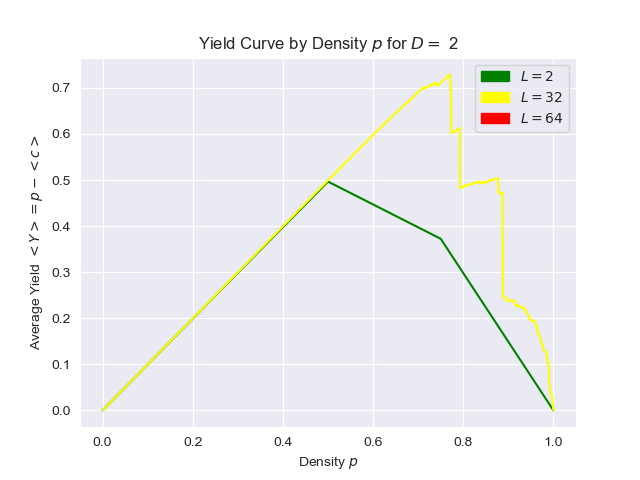 Yield Curve by Density p for D = 2
L = 2
L = 32
L = 64
Average Yield < Y > = p − < c >
0.7
0.6
0.5
0.4
0.3
0.2
0.1
0.0
0.0 0.2 0.4 0.6 0.8 1.0
Density p